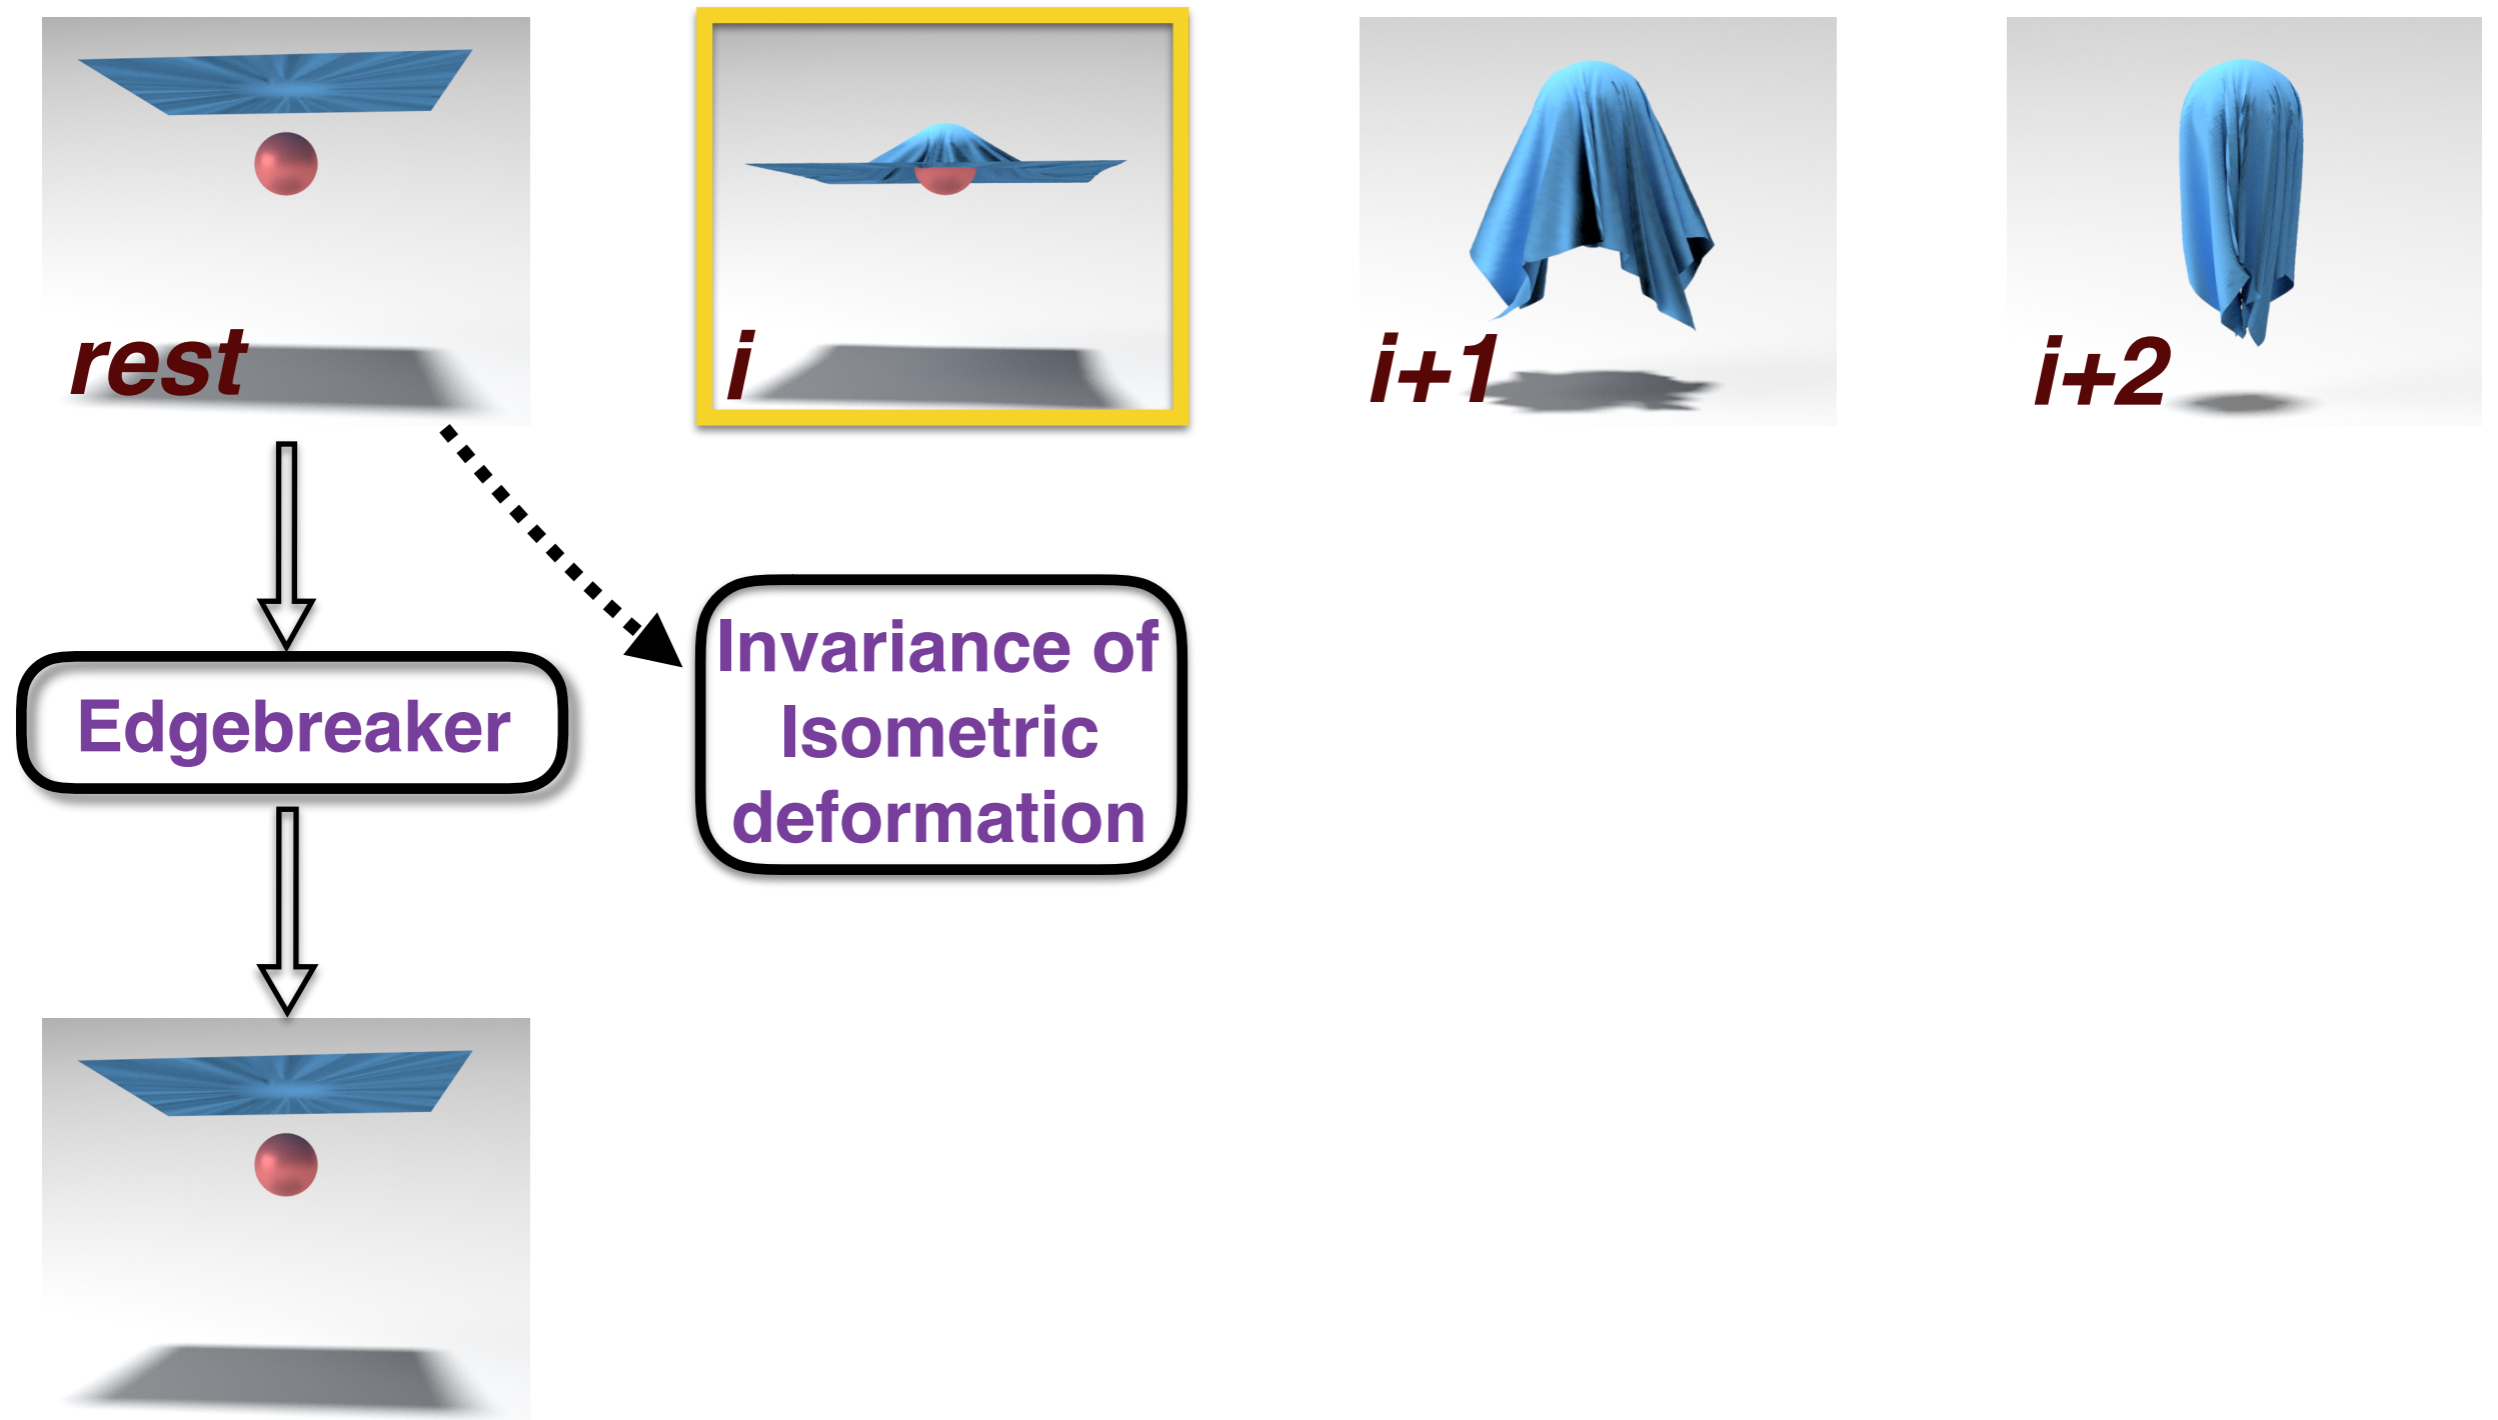 rest
i
i+1
i+2
Edgebreaker
Invariance of
Isometric
deformation